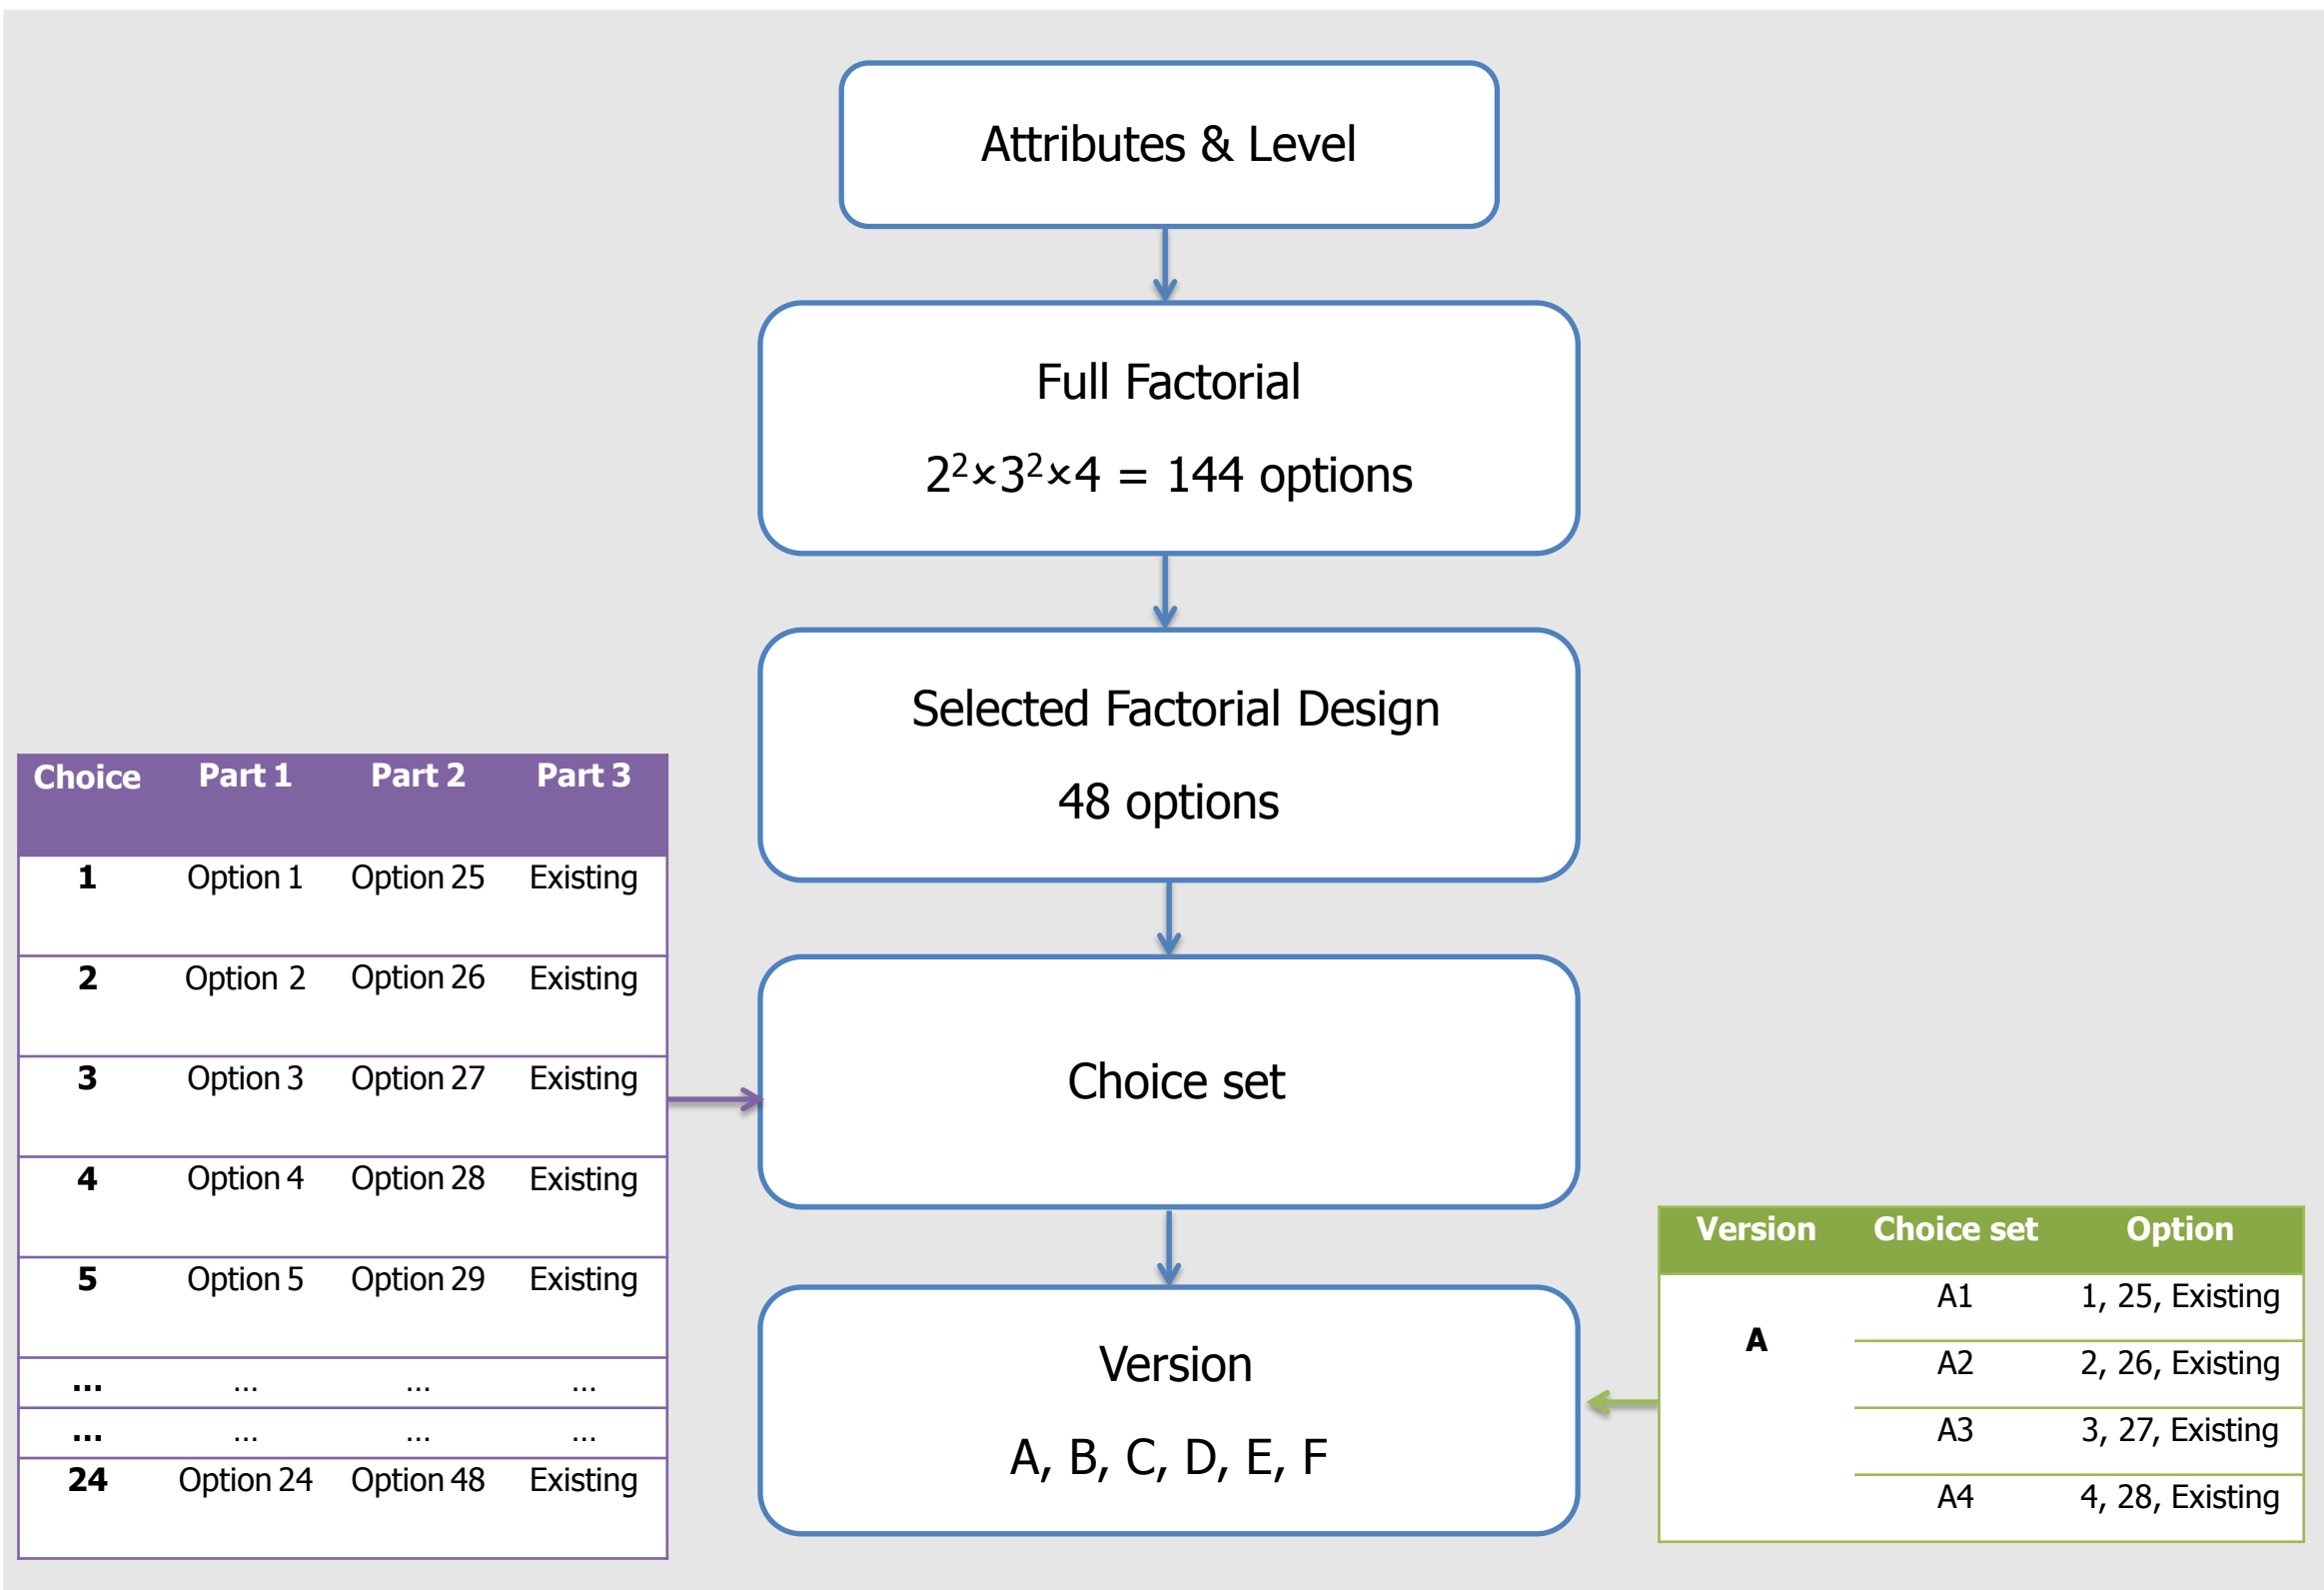 Attributes & Level
Full Factorial
2²×3²×4 = 144 options
Selected Factorial Design
48 options
Choice set
Version
A, B, C, D, E, F
Choice Part 1 Part 2 Part 3
1 Option 1 Option 25 Existing
2 Option 2 Option 26 Existing
3 Option 3 Option 27 Existing
4 Option 4 Option 28 Existing
5 Option 5 Option 29 Existing
... ... ... ...
... ... ... ...
24 Option 24 Option 48 Existing
Version Choice set Option
A
A1 1, 25, Existing
A2 2, 26, Existing
A3 3, 27, Existing
A4 4, 28, Existing